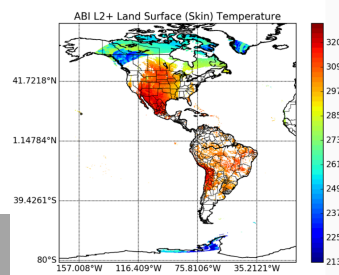 ABI L2+ Land Surface (Skin) Temperature
320
309
297
285
273
261
249
237
225
213
41.7218°N
1.14784°N
39.4261°S
80°S
157.008°W 116.409°W 75.8106°W 35.2121°W